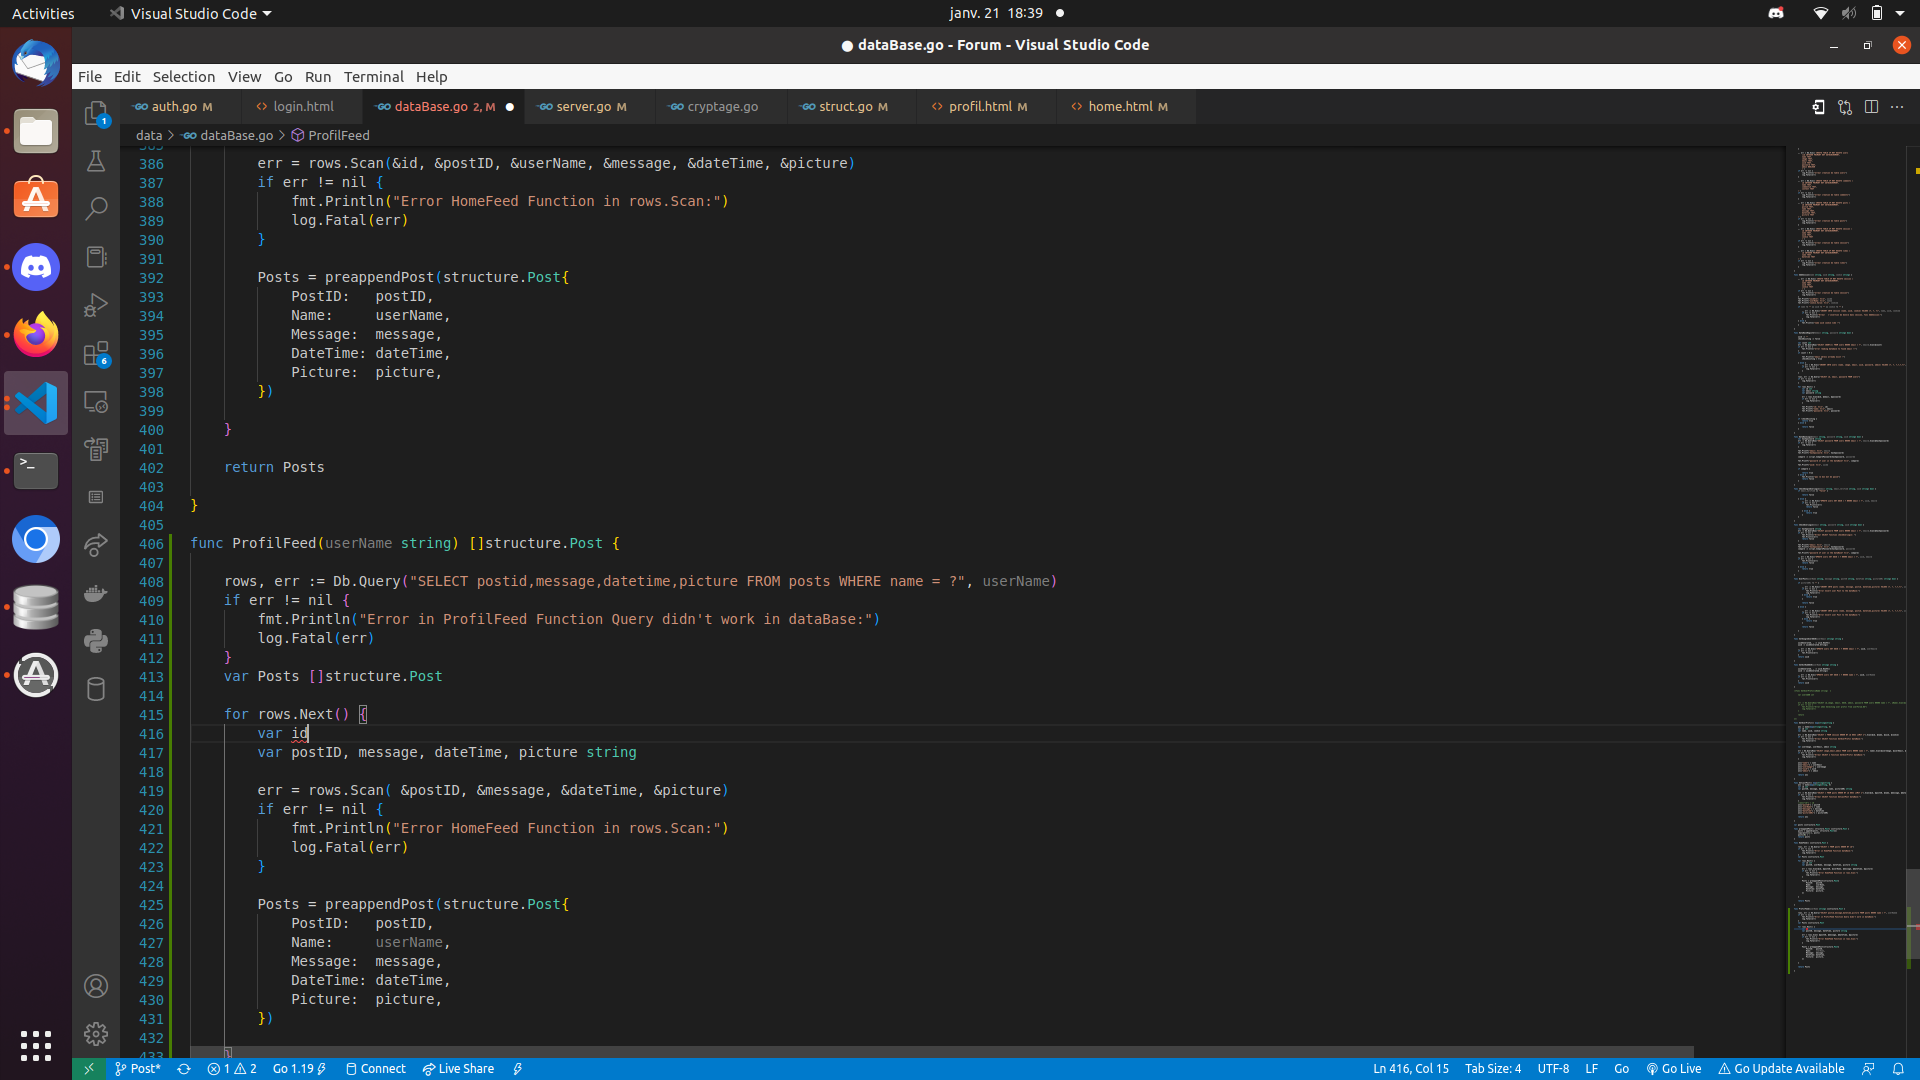 Activities Visual Studio Code janv. 21 18:39
dataBase.go - Forum - Visual Studio Code
File Edit Selection View Go Run Terminal Help
auth.go M login.html dataBase.go 2, M server.go M cryptage.go struct.go M profil.html M home.html M
data > dataBase.go > ProfilFeed
385
386 err = rows.Scan(&id, &postID, &userName, &message, &dateTime, &picture)
387 if err != nil {
388 fmt.Println("Error HomeFeed Function in rows.Scan:")
389 log.Fatal(err)
390 }
391
392 Posts = preappendPost(structure.Post{
393 PostID: postID,
394 Name: userName,
395 Message: message,
396 DateTime: dateTime,
397 Picture: picture,
398 })
399
400 }
401
402 return Posts
403
404 }
405
406 func ProfilFeed(userName string) []structure.Post {
407
408 rows, err := Db.Query("SELECT postid,message,datetime,picture FROM posts WHERE name = ?", userName)
409 if err != nil {
410 fmt.Println("Error in ProfilFeed Function Query didn't work in dataBase:")
411 log.Fatal(err)
412 }
413 var Posts []structure.Post
414
415 for rows.Next() {
416 var id
417 var postID, message, dateTime, picture string
418
419 err = rows.Scan( &postID, &message, &dateTime, &picture)
420 if err != nil {
421 fmt.Println("Error HomeFeed Function in rows.Scan:")
422 log.Fatal(err)
423 }
424
425 Posts = preappendPost(structure.Post{
426 PostID: postID,
427 Name: userName,
428 Message: message,
429 DateTime: dateTime,
430 Picture: picture,
431 })
432
433 }
1
6
Post* 1 2 Go 1.19 Connect Live Share Ln 416, Col 15 Tab Size: 4 UTF-8 LF Go Go Live Go Update Available